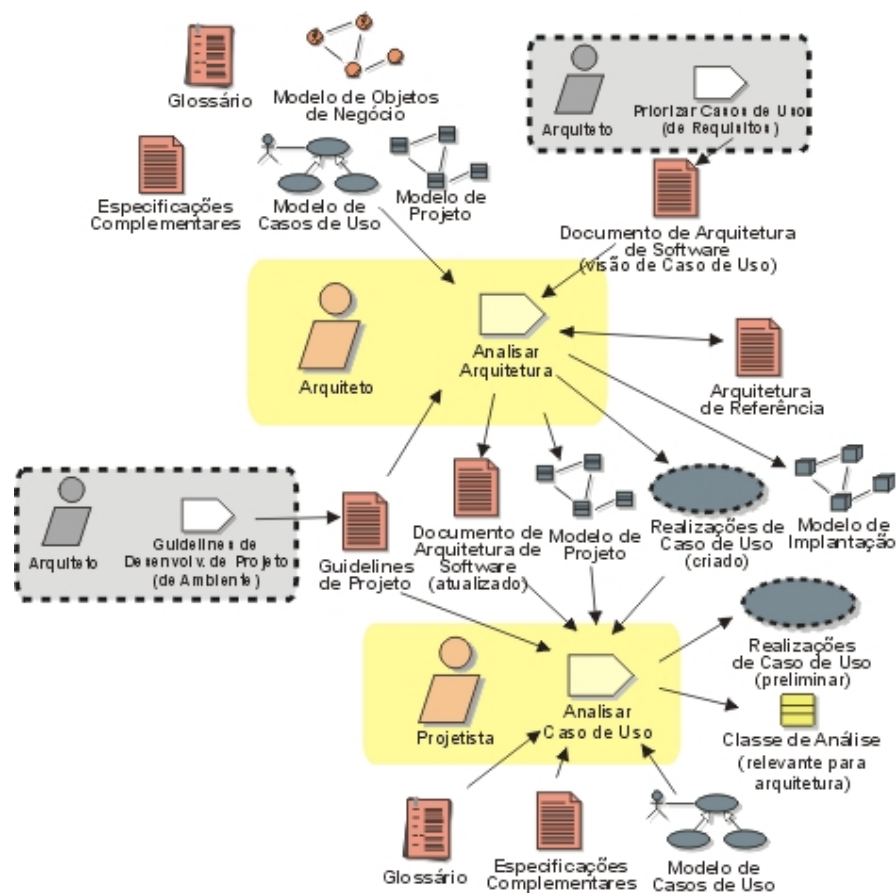 Glossário
Modelo de Objetos
de Negócio
Arquiteto
Priorizar Casos de Uso
(de Requisitos)
Especificações
Complementares
Modelo de
Casos de Uso
Modelo de
Projeto
Documento de Arquitetura
de Software
(visão de Caso de Uso)
Arquiteto
Analisar
Arquitetura
Arquitetura
de Referência
Arquiteto
Guidelines de
Desenvolv. de Projeto
(de Ambiente)
Guidelines
de Projeto
Documento de
Arquitetura de
Software
(atualizado)
Modelo de
Projeto
Realizações de
Caso de Uso
(criado)
Modelo de
Implantação
Projetista
Analisar
Caso de Uso
Realizações
de Caso de Uso
(preliminar)
Classe de Análise
(relevante para
arquitetura)
Glossário
Especificações
Complementares
Modelo de
Casos de Uso